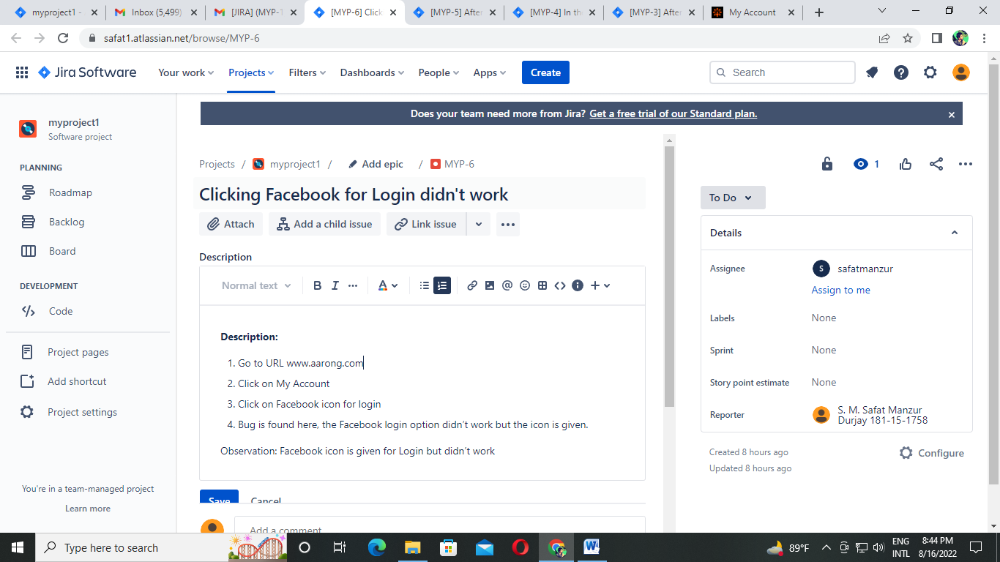 myproject1 -
Inbox (5,499)
[JIRA] (MYP-1
[MYP-6] Click
[MYP-5] After
[MYP-4] In th
[MYP-3] After
My Account
safat1.atlassian.net/browse/MYP-6
Jira Software
Your work
Projects
Filters
Dashboards
People
Apps
Create
Search
myproject1
Software project
PLANNING
Roadmap
Backlog
Board
DEVELOPMENT
Code
Project pages
Add shortcut
Project settings
You're in a team-managed project
Learn more
Does your team need more from Jira? Get a free trial of our Standard plan.
Projects / myproject1 / Add epic / MYP-6
Clicking Facebook for Login didn't work
Attach
Add a child issue
Link issue
Description
Normal text
B I A
Description:
1. Go to URL www.aarong.com
2. Click on My Account
3. Click on Facebook icon for login
4. Bug is found here, the Facebook login option didn’t work but the icon is given.
Observation: Facebook icon is given for Login but didn’t work
Save
Cancel
Add a comment
1
To Do
Details
Assignee
S
safatmanzur
Assign to me
Labels
None
Sprint
None
Story point estimate
None
Reporter
S. M. Safat Manzur
Durjay 181-15-1758
Created 8 hours ago
Updated 8 hours ago
Configure
Type here to search
89°F
ENG
INTL
8:44 PM
8/16/2022